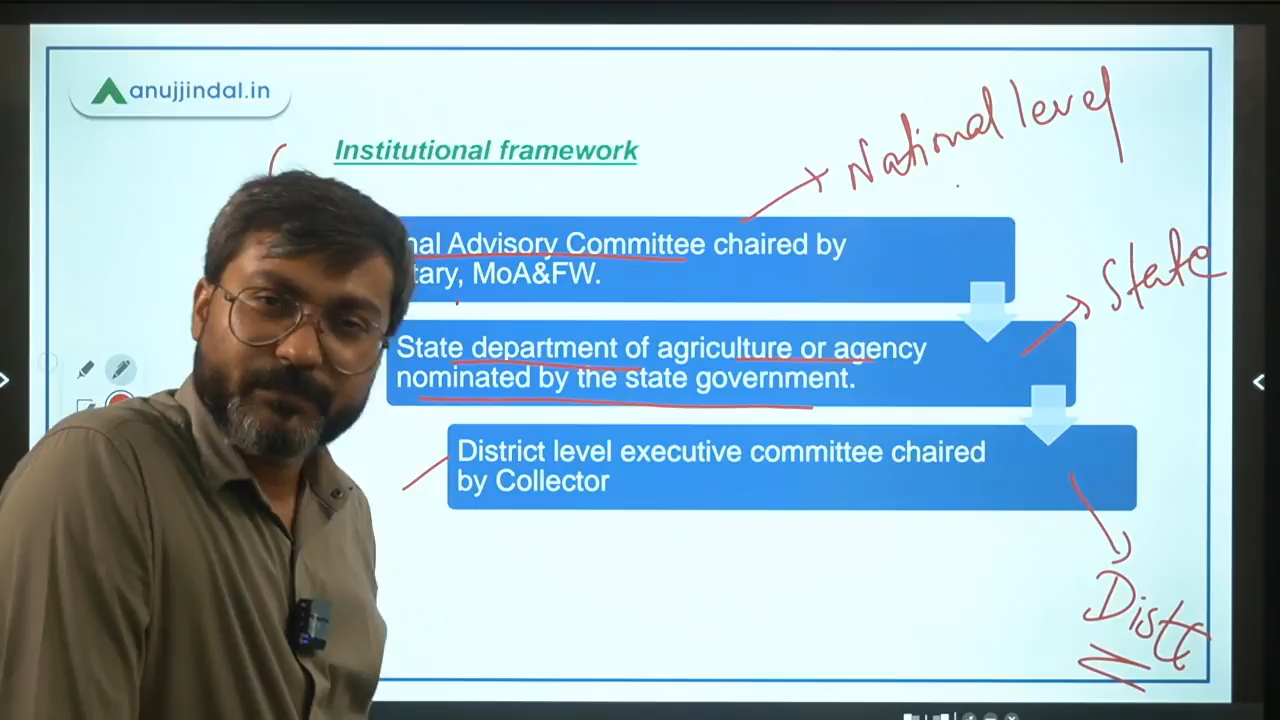 anujjindal.in
Institutional framework
National level
nal Advisory Committee chaired by
tary, MoA&FW.
State
State department of agriculture or agency
nominated by the state government.
District level executive committee chaired
by Collector
Distt